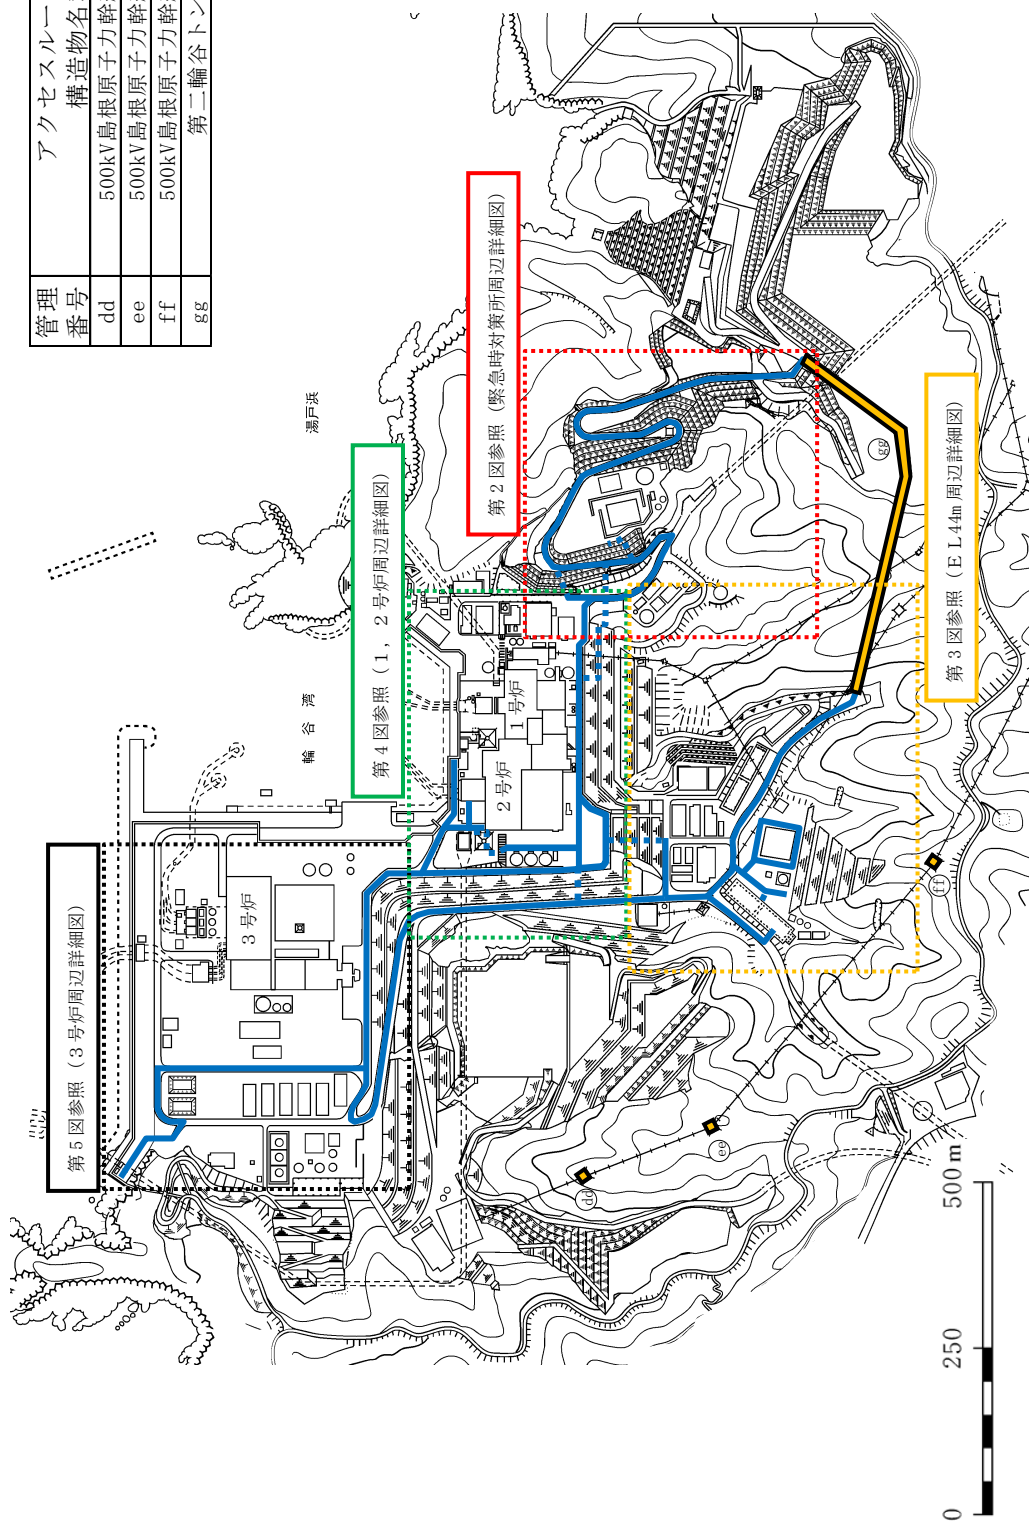 アクセスルー
構造物名
管理
番号
dd 500kV島根原子力幹
ee 500kV島根原子力幹
ff 500kV島根原子力幹
gg 第二輪谷トン
第5図参照（3号炉周辺詳細図）
第4図参照（1，2号炉周辺詳細図）
第2図参照（緊急時対策所周辺詳細図）
第3図参照（EL44m周辺詳細図）
湯戸浜
輪谷湾
3号炉
2号炉
1号炉
dd
ee
ff
gg
0 250 500m